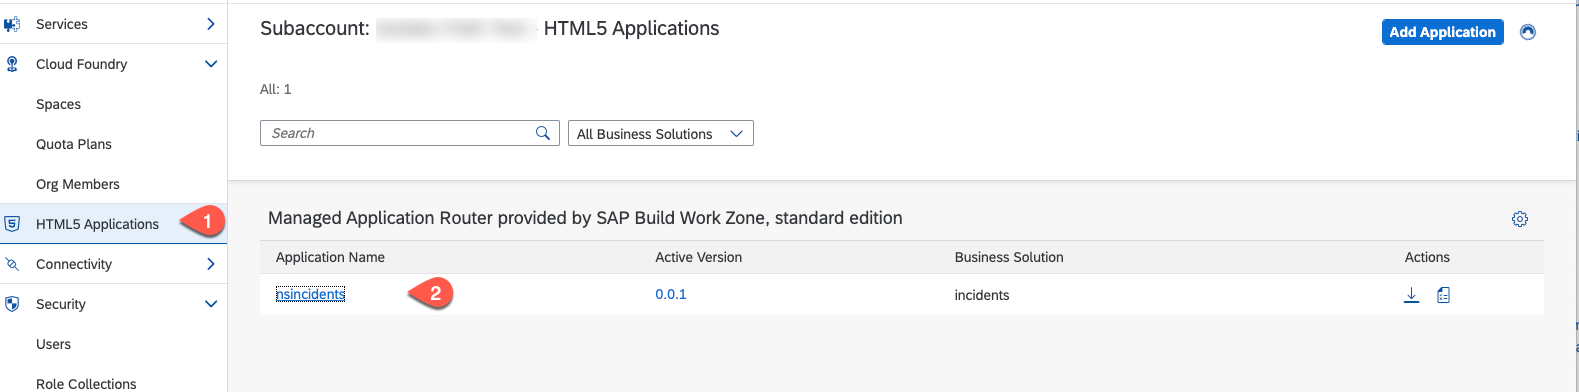 Services
Cloud Foundry
Spaces
Quota Plans
Org Members
HTML5 Applications
1
Connectivity
Security
Users
Role Collections
Subaccount: - HTML5 Applications
Add Application
All: 1
Search
All Business Solutions
Managed Application Router provided by SAP Build Work Zone, standard edition
Application Name Active Version Business Solution Actions
nsincidents 2 0.0.1 incidents